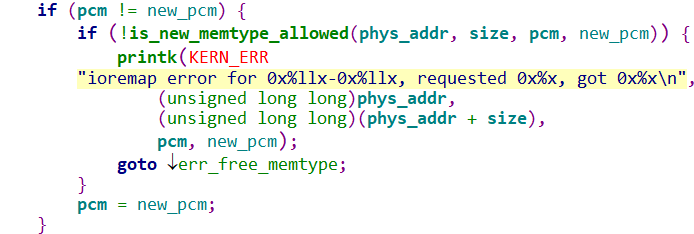 if (pcm != new_pcm) {
if (!is_new_memtype_allowed(phys_addr, size, pcm, new_pcm)) {
printk(KERN_ERR
"ioremap error for 0x%llx-0x%llx, requested 0x%x, got 0x%x\n",
(unsigned long long)phys_addr,
(unsigned long long)(phys_addr + size),
pcm, new_pcm);
goto ↓err_free_memtype;
}
pcm = new_pcm;
}